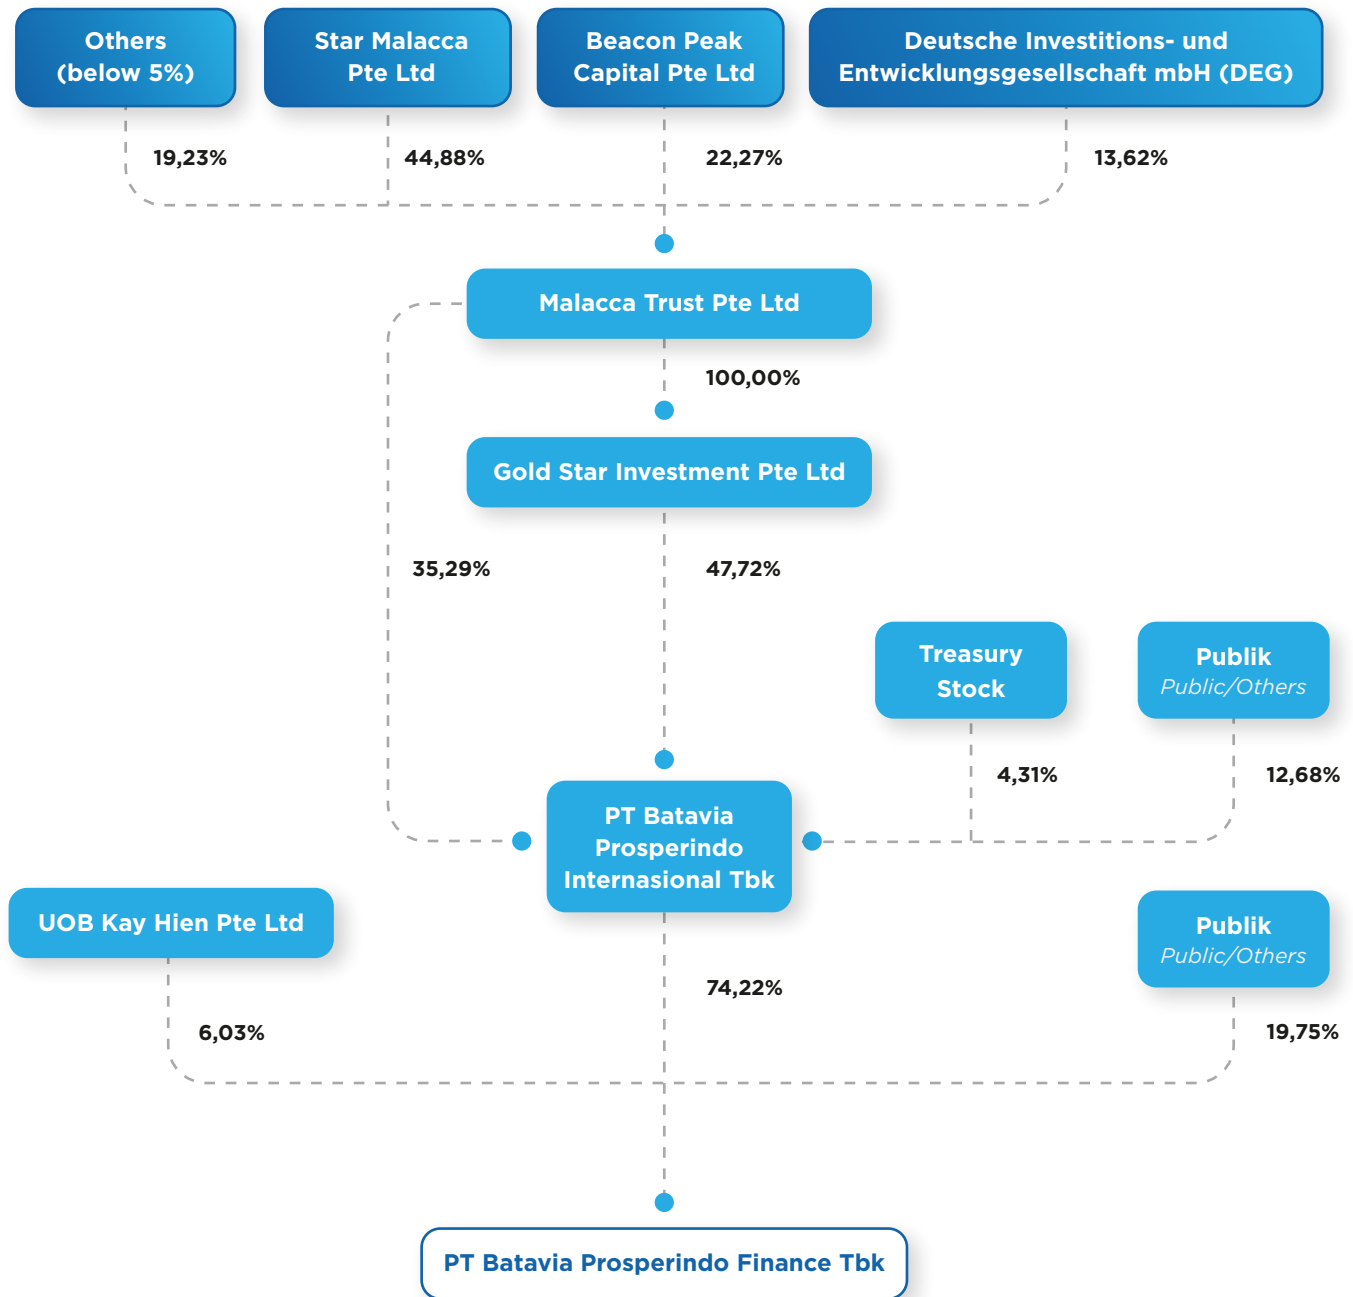 Others
(below 5%)
Star Malacca
Pte Ltd
Beacon Peak
Capital Pte Ltd
Deutsche Investitions- und
Entwicklungsgesellschaft mbH (DEG)
19,23%
44,88%
22,27%
13,62%
Malacca Trust Pte Ltd
100,00%
Gold Star Investment Pte Ltd
35,29%
47,72%
Treasury
Stock
Publik
Public/Others
4,31%
12,68%
PT Batavia
Prosperindo
Internasional Tbk
UOB Kay Hien Pte Ltd
Publik
Public/Others
74,22%
6,03%
19,75%
PT Batavia Prosperindo Finance Tbk